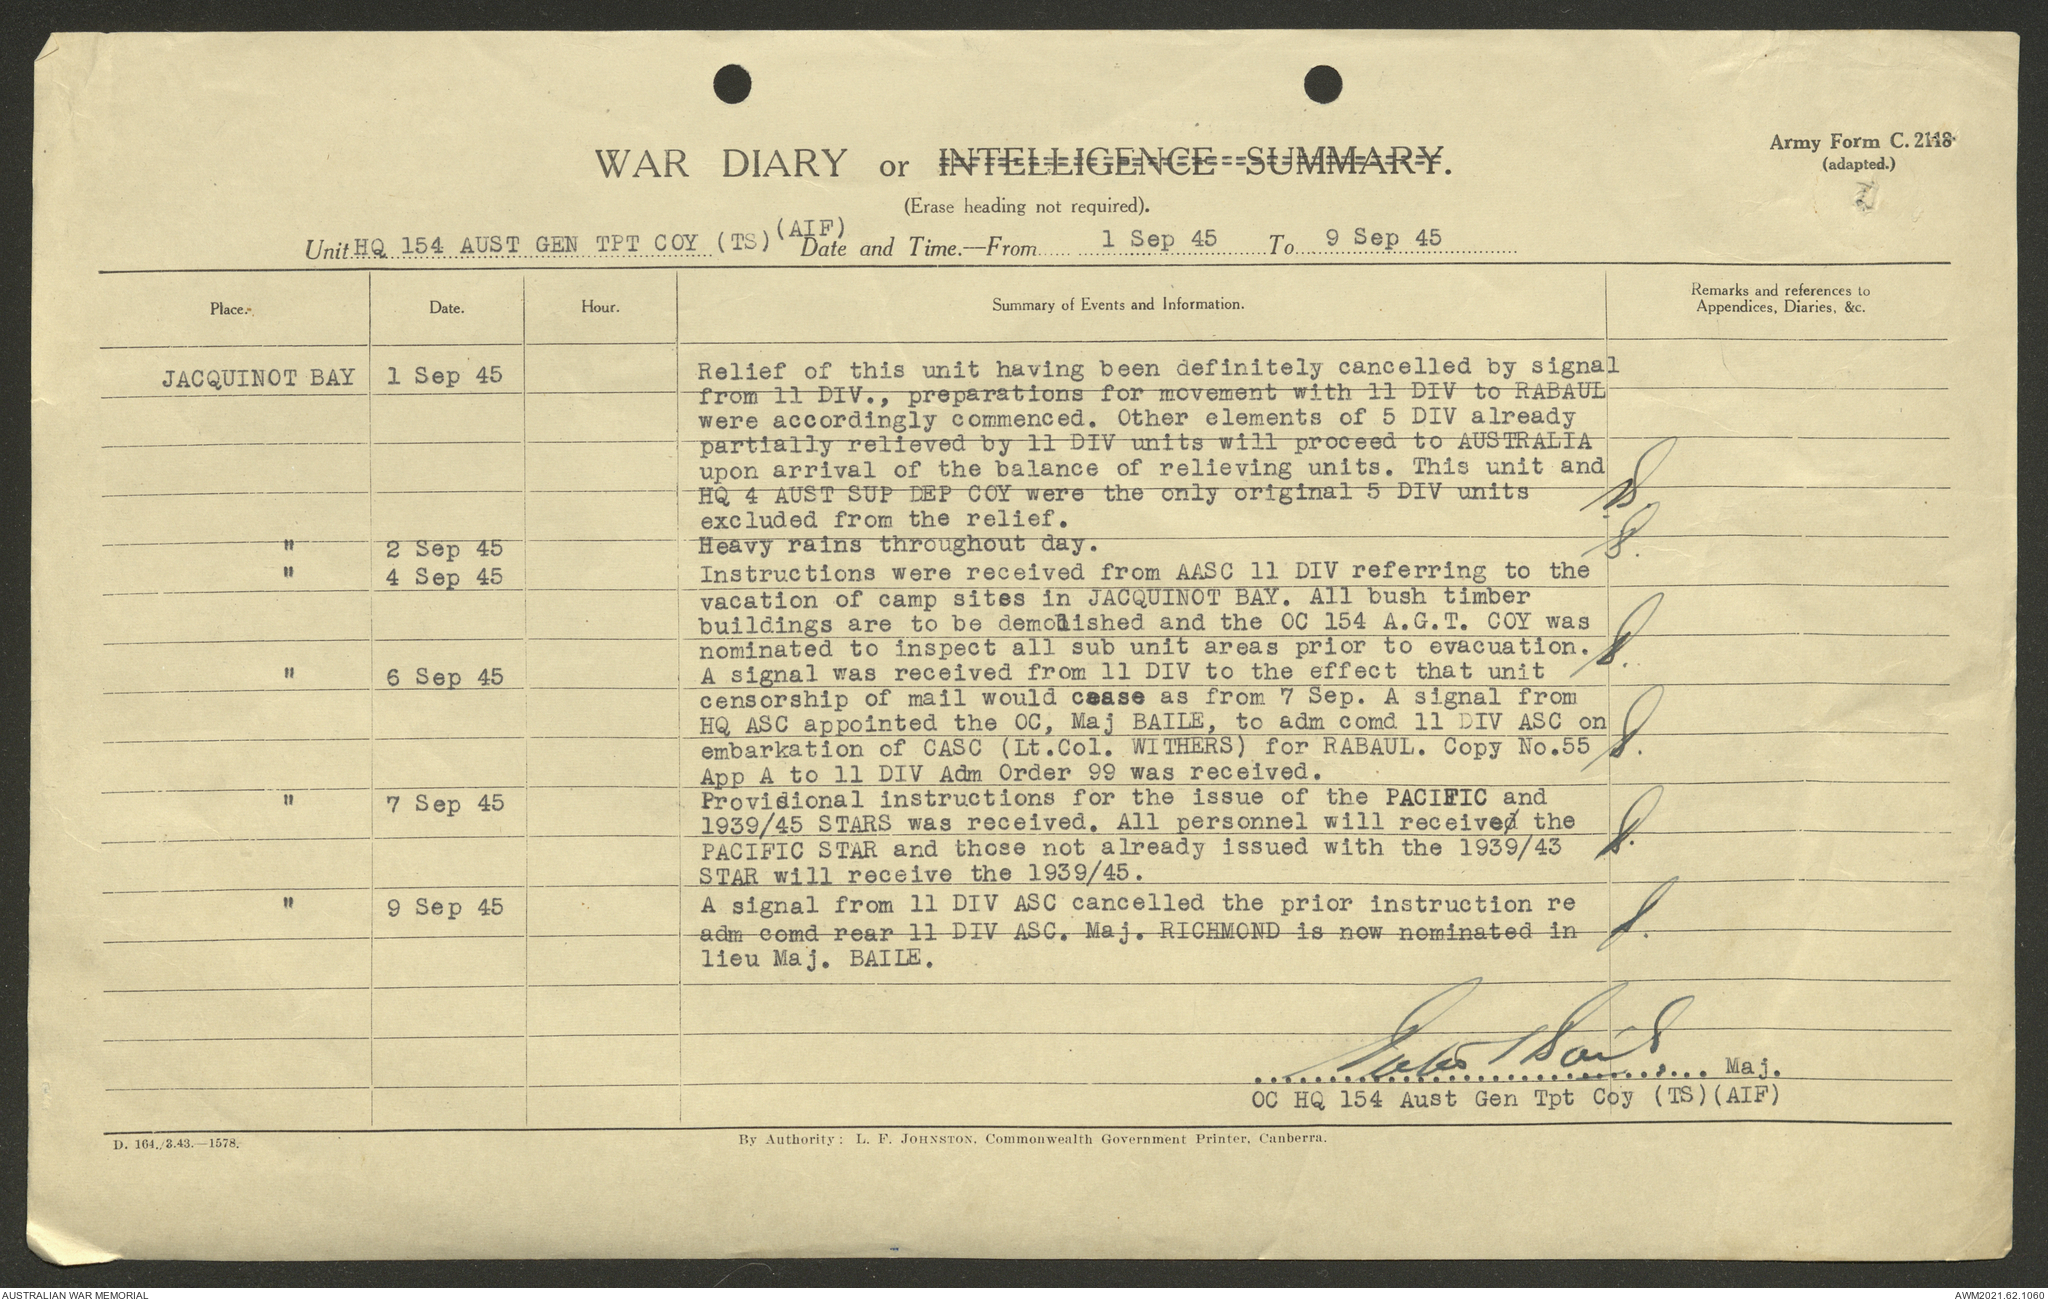 WAR DIARY or INTELLIGENCE SUMMARY.
Army Form C. 2118
(adapted.)
(Erase heading not required).
Unit HQ 154 AUST GEN TPT COY (TS)(AIF) Date and Time.—From 1 Sep 45 To 9 Sep 45
Place. Date. Hour. Summary of Events and Information. Remarks and references to
Appendices, Diaries, &c.
JACQUINOT BAY 1 Sep 45 Relief of this unit having been definitely cancelled by signal
from 11 DIV., preparations for movement with 11 DIV to RABAUL
were accordingly commenced. Other elements of 5 DIV already
partially relieved by 11 DIV units will proceed to AUSTRALIA
upon arrival of the balance of relieving units. This unit and
HQ 4 AUST SUP DEP COY were the only original 5 DIV units
excluded from the relief.
" 2 Sep 45 Heavy rains throughout day.
" 4 Sep 45 Instructions were received from AASC 11 DIV referring to the
vacation of camp sites in JACQUINOT BAY. All bush timber
buildings are to be demolished and the OC 154 A.G.T. COY was
nominated to inspect all sub unit areas prior to evacuation.
" 6 Sep 45 A signal was received from 11 DIV to the effect that unit
censorship of mail would cease as from 7 Sep. A signal from
HQ ASC appointed the OC, Maj BAILE, to adm comd 11 DIV ASC on
embarkation of CASC (Lt.Col. WITHERS) for RABAUL. Copy No.55
App A to 11 DIV Adm Order 99 was received.
" 7 Sep 45 Provisional instructions for the issue of the PACIFIC and
1939/45 STARS was received. All personnel will receive the
PACIFIC STAR and those not already issued with the 1939/43
STAR will receive the 1939/45.
" 9 Sep 45 A signal from 11 DIV ASC cancelled the prior instruction re
adm comd rear 11 DIV ASC. Maj. RICHMOND is now nominated in
lieu Maj. BAILE.
Maj.
OC HQ 154 Aust Gen Tpt Coy (TS)(AIF)
D. 164./3.43.—1578.
By Authority: L. F. JOHNSTON, Commonwealth Government Printer, Canberra.
AUSTRALIAN WAR MEMORIAL
AWM2021.62.1060